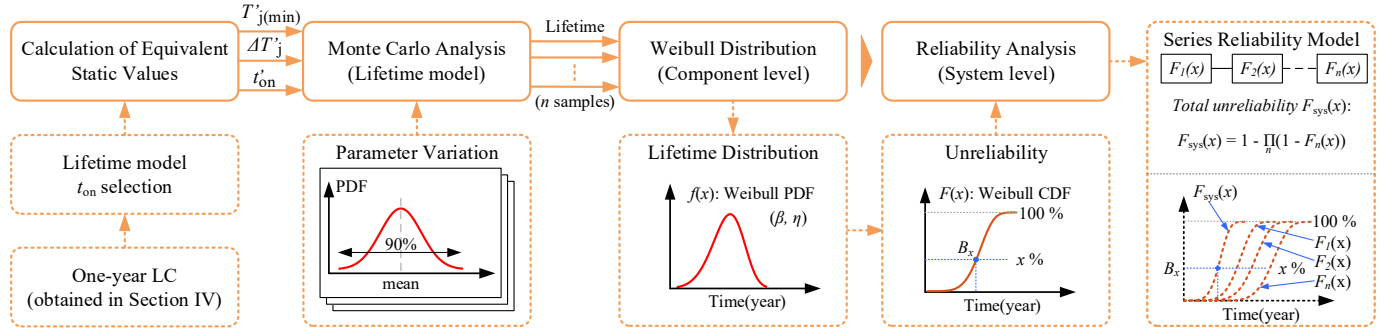 Calculation of Equivalent
Static Values
T'j(min)
ΔT'j
t'on
Monte Carlo Analysis
(Lifetime model)
Lifetime
(n samples)
Weibull Distribution
(Component level)
Reliability Analysis
(System level)
Series Reliability Model
F1(x)
F2(x)
Fn(x)
Total unreliability Fsys(x):
Fsys(x) = 1 - ∏n(1 - Fn(x))
Lifetime model
ton selection
One-year LC
(obtained in Section IV)
Parameter Variation
PDF
90%
mean
Lifetime Distribution
f(x): Weibull PDF
(β, η)
Time(year)
Unreliability
F(x): Weibull CDF
100 %
Bx
x %
Time(year)
Fsys(x)
100 %
F1(x)
F2(x)
Fn(x)
Bx
x %
Time(year)